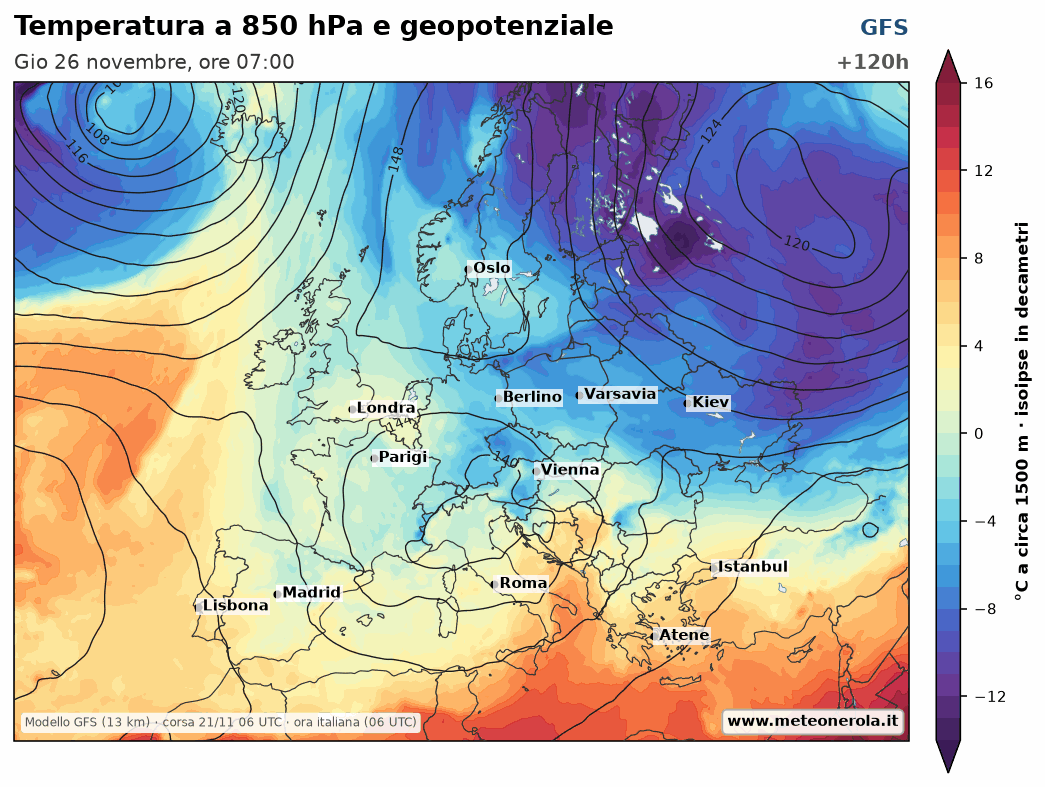 Temperatura a 850 hPa e geopotenziale
GFS
Gio 26 novembre, ore 07:00
+120h
120
108
116
148
124
120
144
140
Oslo
Berlino
Varsavia
Kiev
Londra
Parigi
Vienna
Roma
Istanbul
Madrid
Lisbona
Atene
Modello GFS (13 km) · corsa 21/11 06 UTC · ora italiana (06 UTC)
www.meteonerola.it
16
12
8
4
0
−4
−8
−12
°C a circa 1500 m · isoipse in decametri